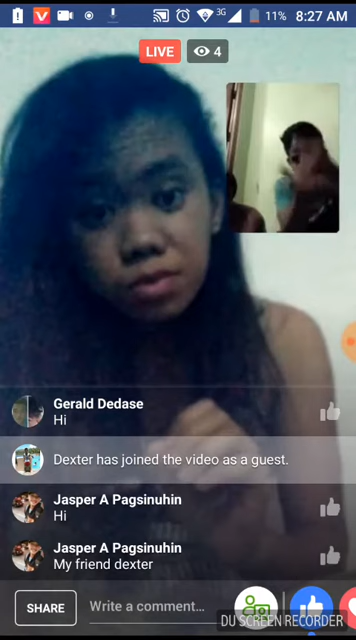 3G
11% 8:27 AM
LIVE
4
Gerald Dedase
Hi
Dexter has joined the video as a guest.
Jasper A Pagsinuhin
Hi
Jasper A Pagsinuhin
My friend dexter
SHARE
Write a comment...
DU SCREEN RECORDER